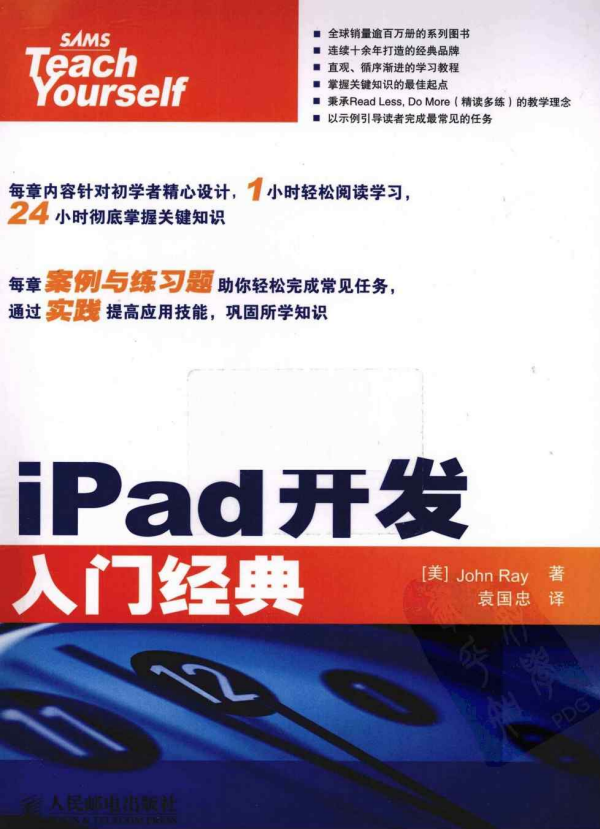 SAMS
Teach
Yourself
■ 全球销量逾百万册的系列图书
■ 连续十余年打造的经典品牌
■ 直观、循序渐进的学习教程
■ 掌握关键知识的最佳起点
■ 秉承Read Less, Do More（精读多练）的教学理念
■ 以示例引导读者完成最常见的任务
每章内容针对初学者精心设计，1小时轻松阅读学习，
24小时彻底掌握关键知识
每章案例与练习题助你轻松完成常见任务，
通过实践提高应用技能，巩固所学知识
iPad开发
入门经典
[美] John Ray 著
袁国忠 译
11
12
1
PDG
人民邮电出版社
POSTS & TELECOM PRESS